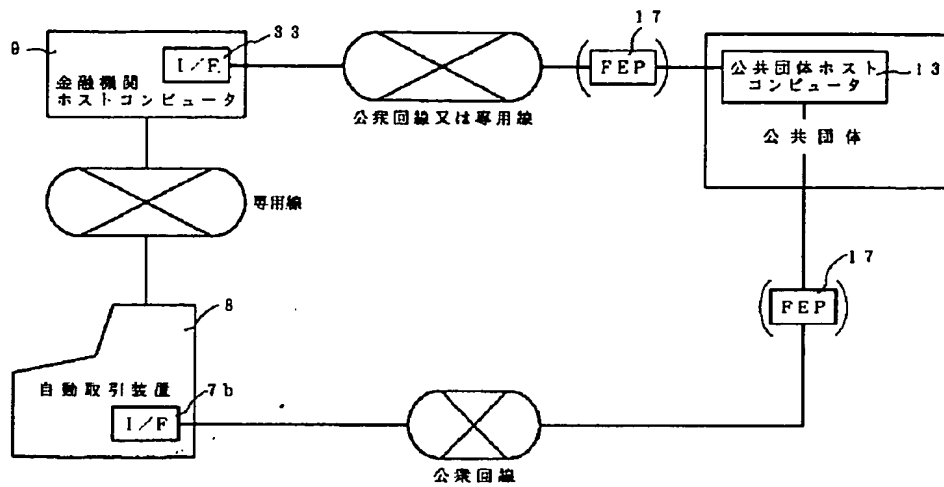 9
金融機関
ホストコンピュータ
I/F
33
公衆回線又は専用線
17
FEP
公共団体ホスト
コンピュータ
13
公共団体
専用線
17
FEP
8
自動取引装置
7b
I/F
公衆回線